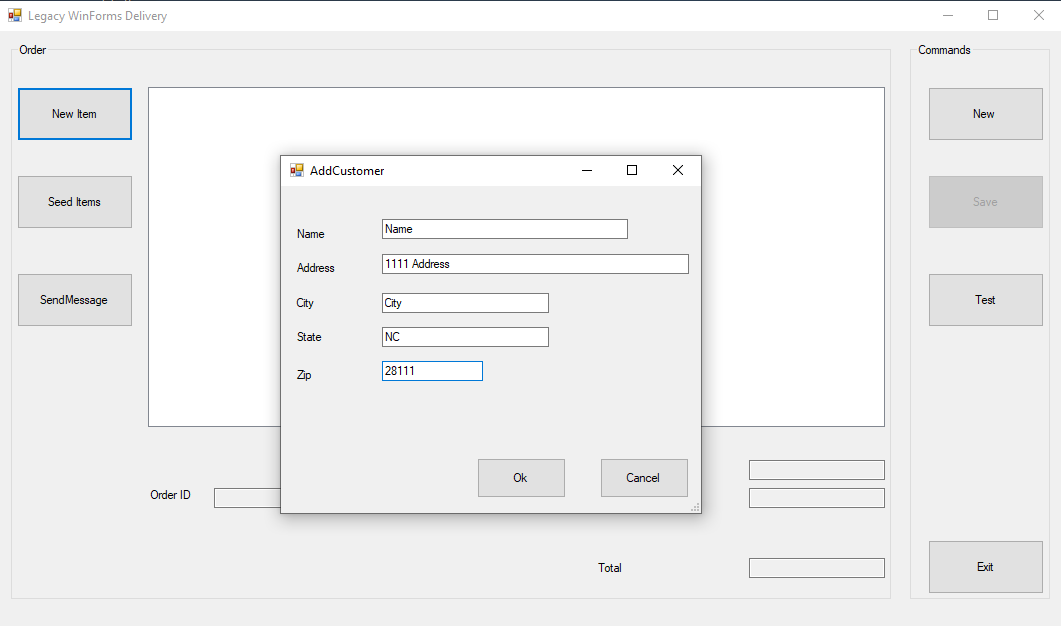 Legacy WinForms Delivery
Order
Commands
New Item
New
AddCustomer
Name
Name
Address
1111 Address
Seed Items
Save
City
City
SendMessage
Test
State
NC
Zip
28111
Ok
Cancel
Order ID
Total
Exit